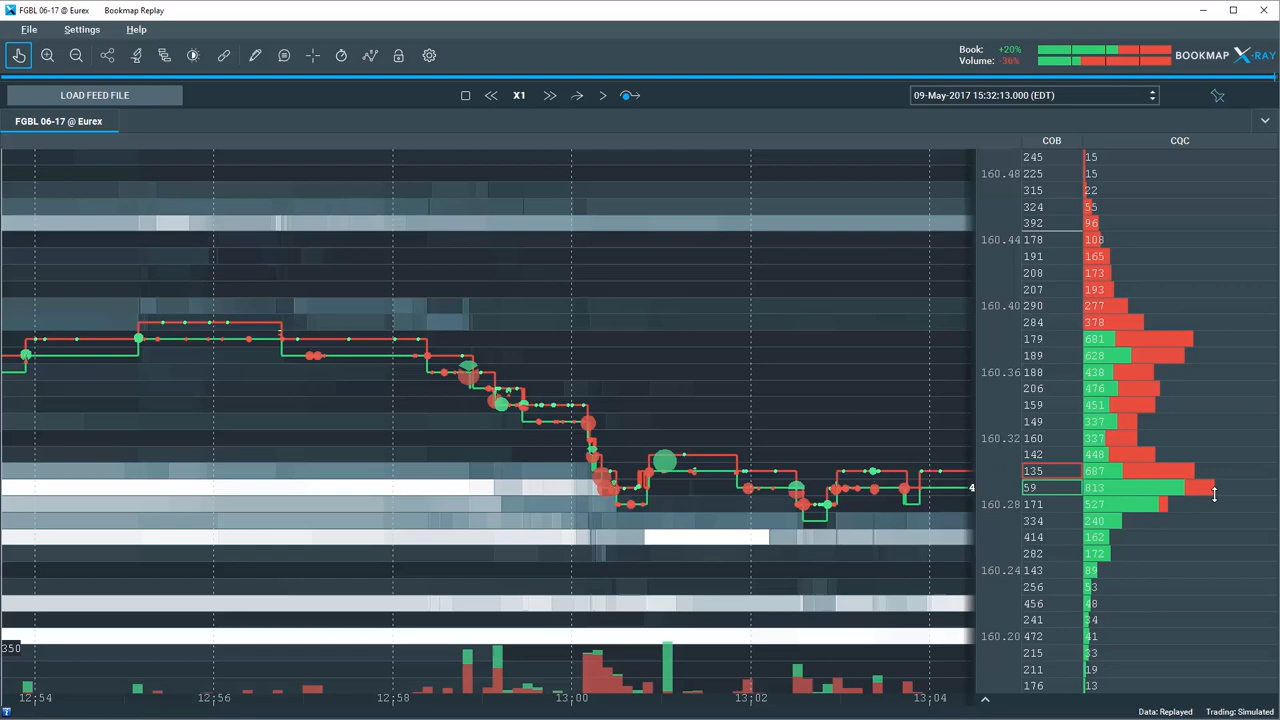 FGBL 06-17 @ Eurex Bookmap Replay
File Settings Help
Book: +20%
Volume: -36%
BOOKMAP X-RAY
LOAD FEED FILE
X1
09-May-2017 15:32:13.000 (EDT)
FGBL 06-17 @ Eurex
COB CQC
245 15
160.48 225 15
315 22
324 55
392 96
160.44 178 108
191 165
208 173
207 193
160.40 290 277
284 378
179 681
189 628
160.36 188 438
206 476
159 451
149 337
160.32 160 337
142 448
135 687
4 59 813
160.28 171 527
334 240
414 162
282 172
160.24 143 89
256 53
456 48
241 34
160.20 472 41
350 215 33
211 19
176 13
12:54 12:56 12:58 13:00 13:02 13:04
Data: Replayed Trading: Simulated